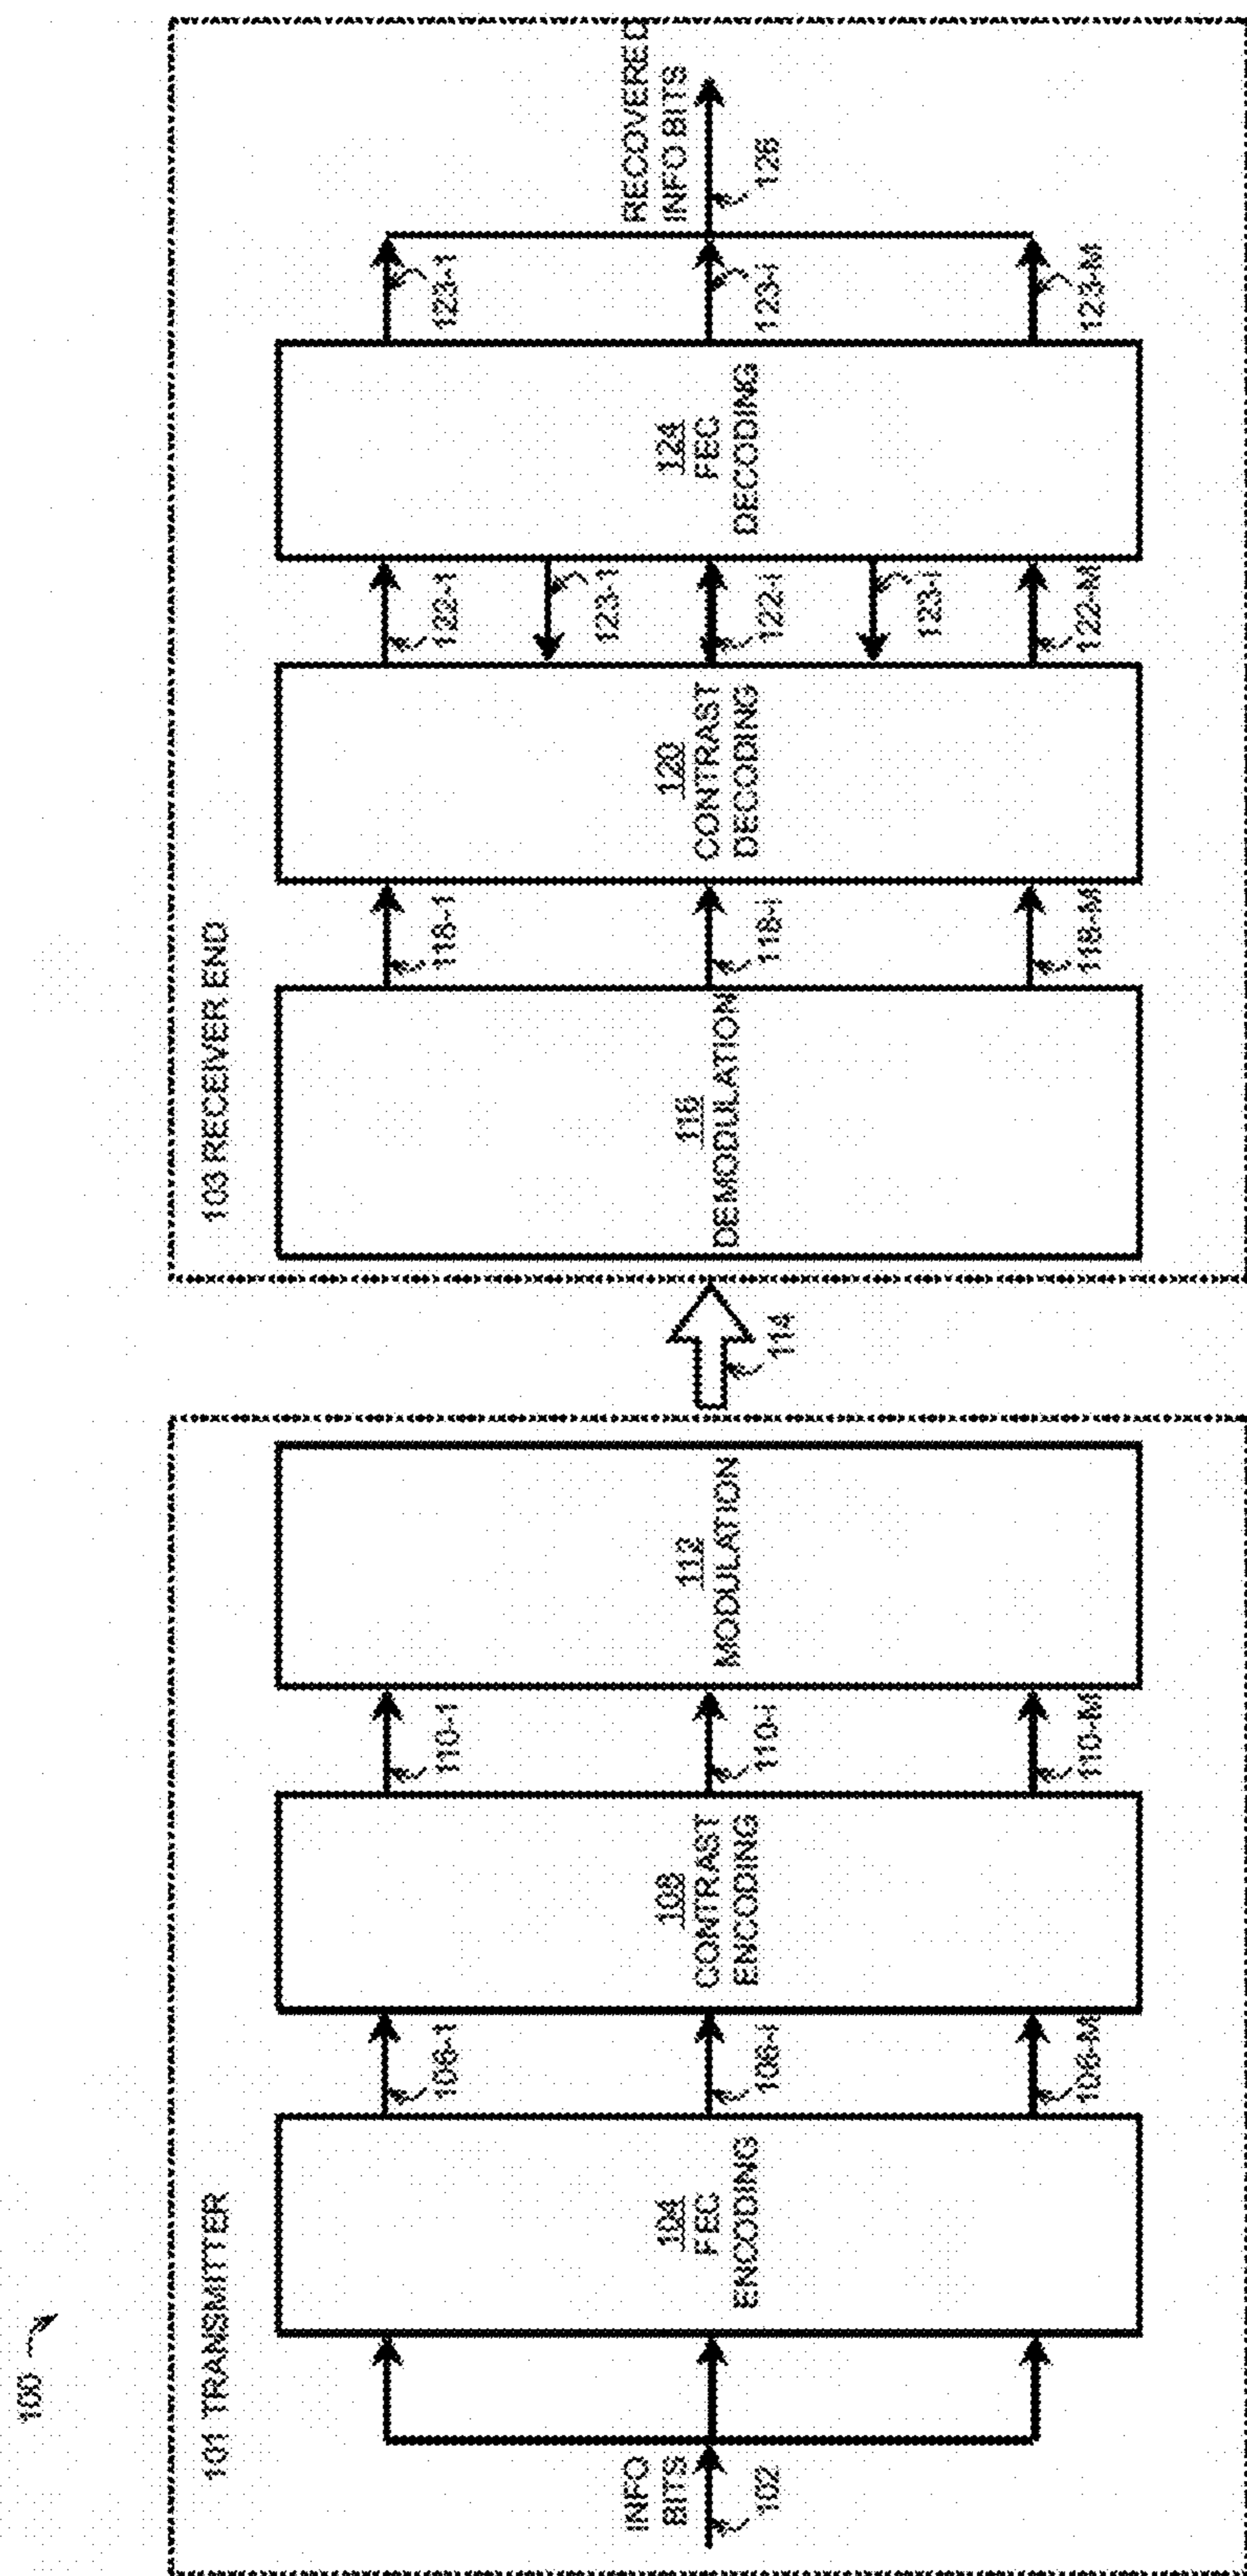 100
101 TRANSMITTER
INFO
BITS
102
104
FEC
ENCODING
106-1
106-i
106-M
108
CONTRAST
ENCODING
110-1
110-i
110-M
112
MODULATION
114
103 RECEIVER END
116
DEMODULATION
118-1
118-i
118-M
120
CONTRAST
DECODING
122-1
123-1
122-i
123-i
122-M
124
FEC
DECODING
123-1
123-i
123-M
RECOVERED
INFO BITS
126